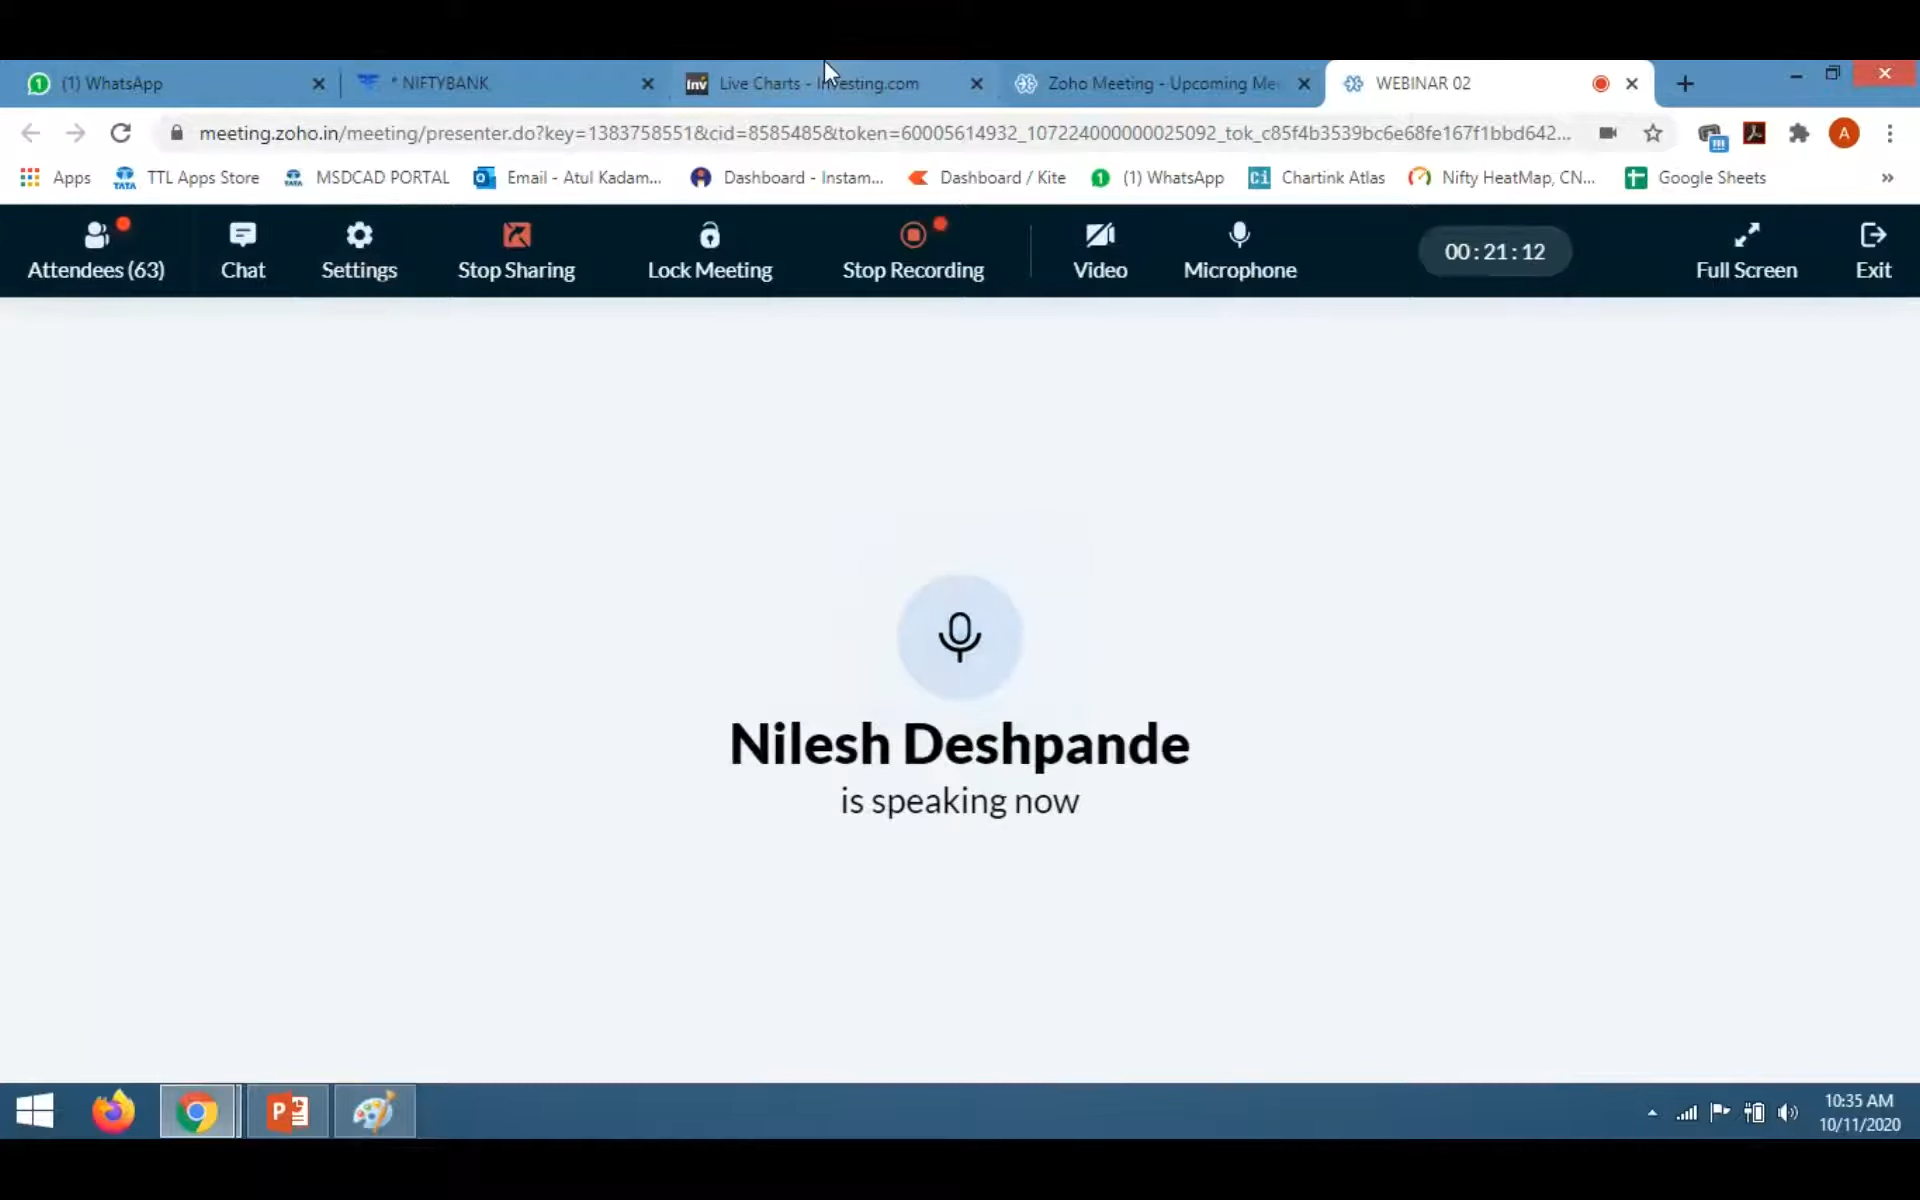 (1) WhatsApp
* NIFTYBANK
Live Charts - Investing.com
Zoho Meeting - Upcoming Me
WEBINAR 02
meeting.zoho.in/meeting/presenter.do?key=1383758551&cid=8585485&token=60005614932_107224000000025092_tok_c85f4b3539bc6e68fe167f1bbd642...
A
Apps
TATA
TTL Apps Store
TATA
MSDCAD PORTAL
Email - Atul Kadam...
Dashboard - Instam...
Dashboard / Kite
1
(1) WhatsApp
Ci
Chartink Atlas
Nifty HeatMap, CN...
Google Sheets
»
Attendees (63)
Chat
Settings
Stop Sharing
Lock Meeting
Stop Recording
Video
Microphone
00:21:12
Full Screen
Exit
Nilesh Deshpande
is speaking now
10:35 AM
10/11/2020